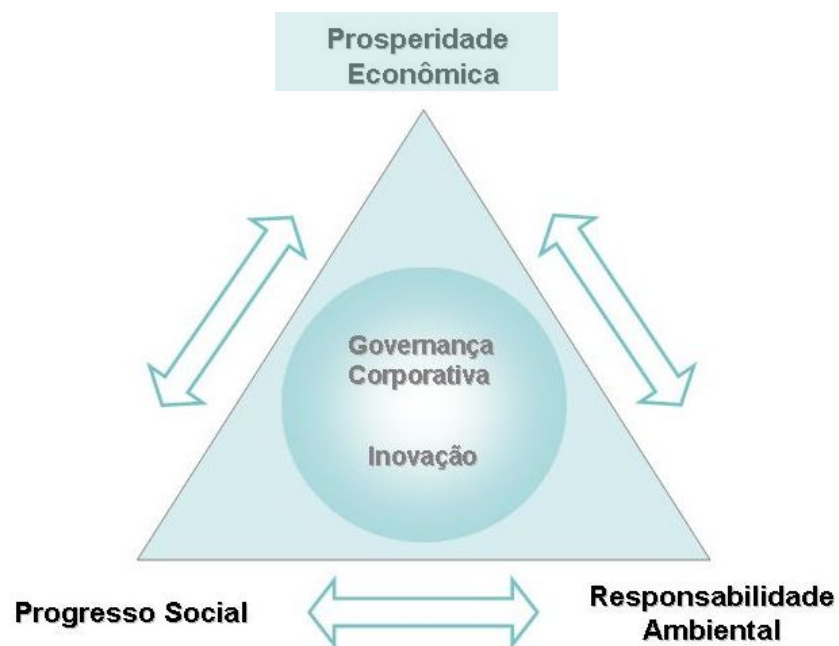 Prosperidade
Econômica
Governança
Corporativa
Inovação
Progresso Social
Responsabilidade
Ambiental